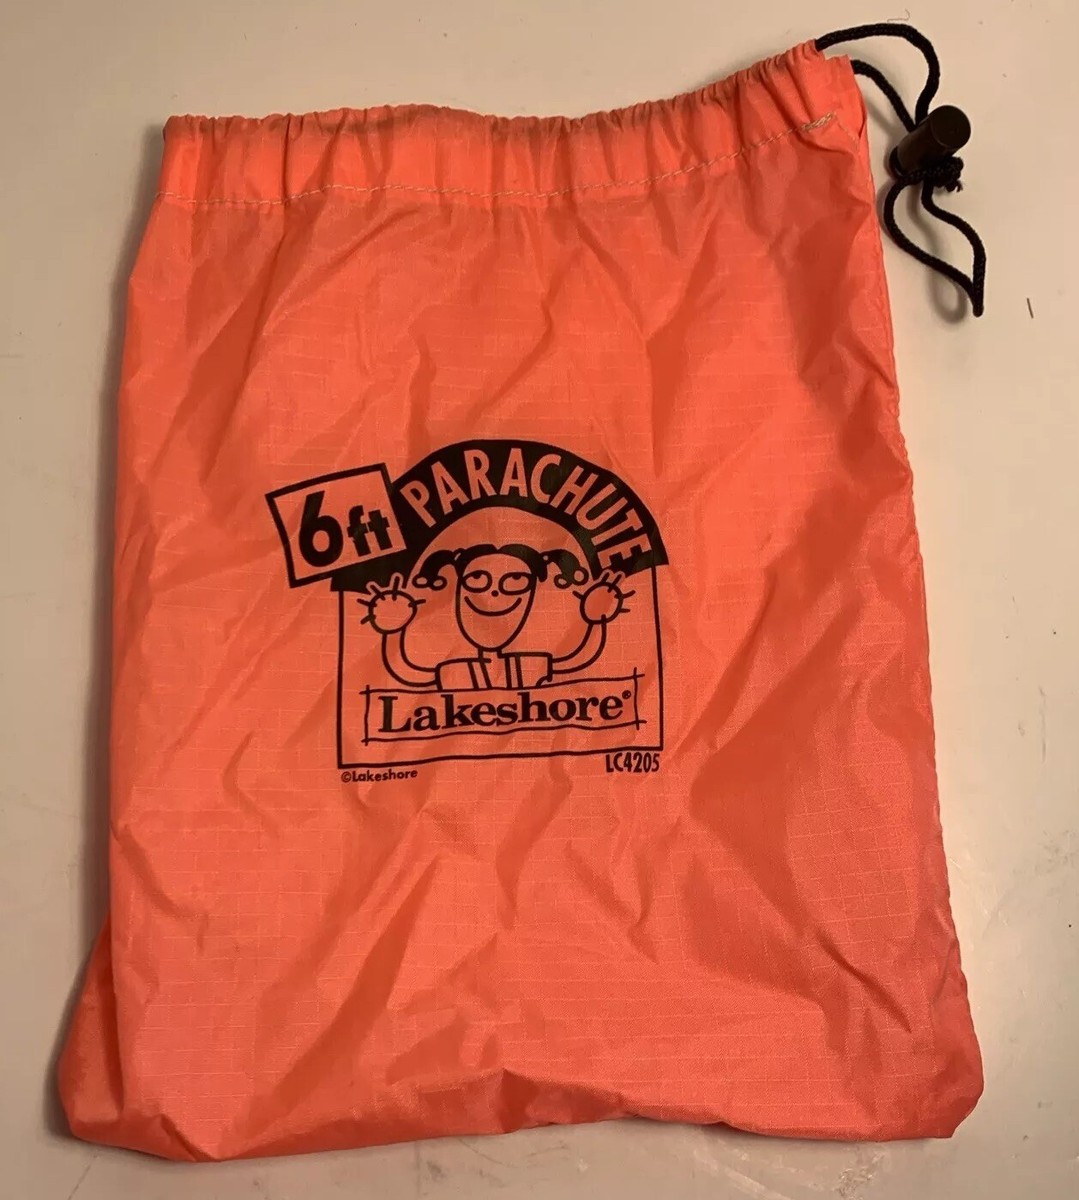 6ft
PARACHUTE
Lakeshore®
©Lakeshore
LC4205